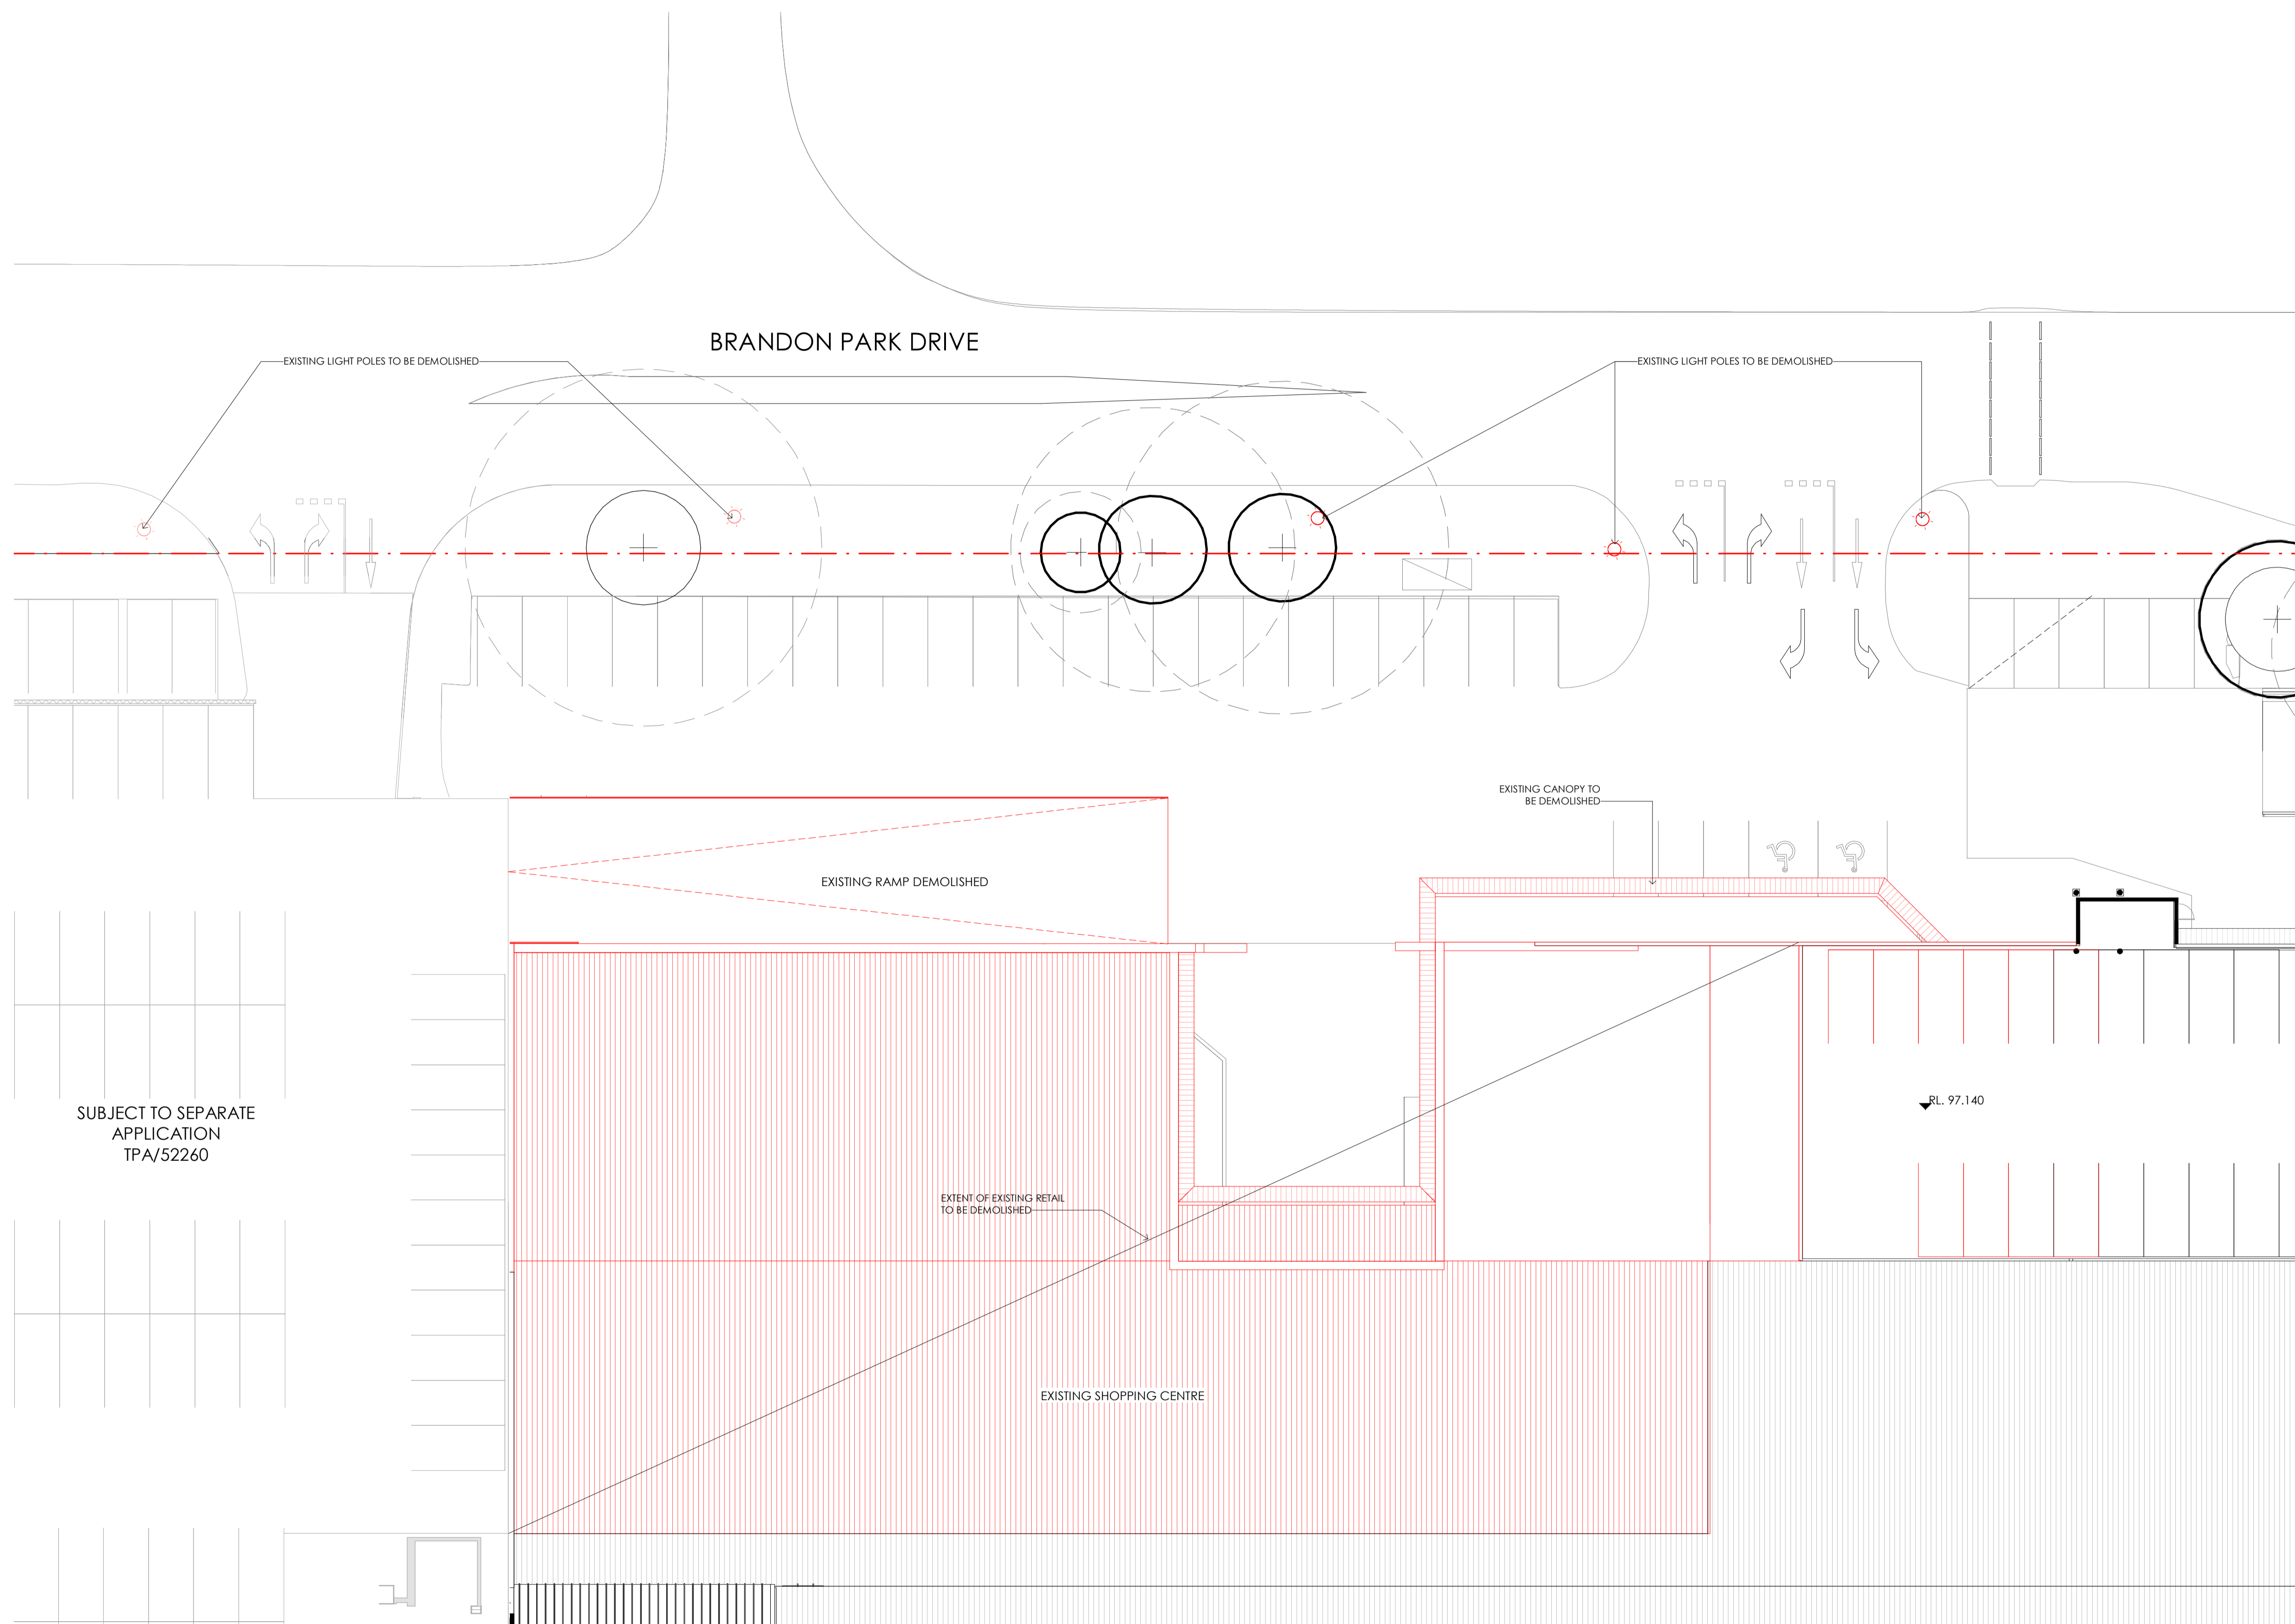 BRANDON PARK DRIVE
EXISTING LIGHT POLES TO BE DEMOLISHED
EXISTING LIGHT POLES TO BE DEMOLISHED
EXISTING CANOPY TO
BE DEMOLISHED
EXISTING RAMP DEMOLISHED
RL. 97.140
SUBJECT TO SEPARATE
APPLICATION
TPA/52260
EXTENT OF EXISTING RETAIL
TO BE DEMOLISHED
EXISTING SHOPPING CENTRE